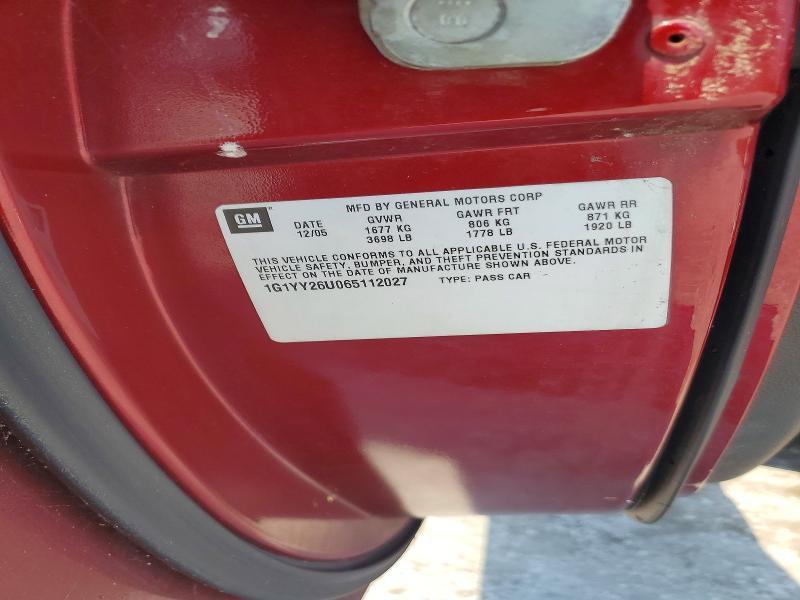 MFD BY GENERAL MOTORS CORP
GM DATE GVWR GAWR FRT GAWR RR
12/05 1677 KG 806 KG 871 KG
3698 LB 1778 LB 1920 LB
THIS VEHICLE CONFORMS TO ALL APPLICABLE U.S. FEDERAL MOTOR
VEHICLE SAFETY, BUMPER, AND THEFT PREVENTION STANDARDS IN
EFFECT ON THE DATE OF MANUFACTURE SHOWN ABOVE.
1G1YY26U065112027 TYPE: PASS CAR